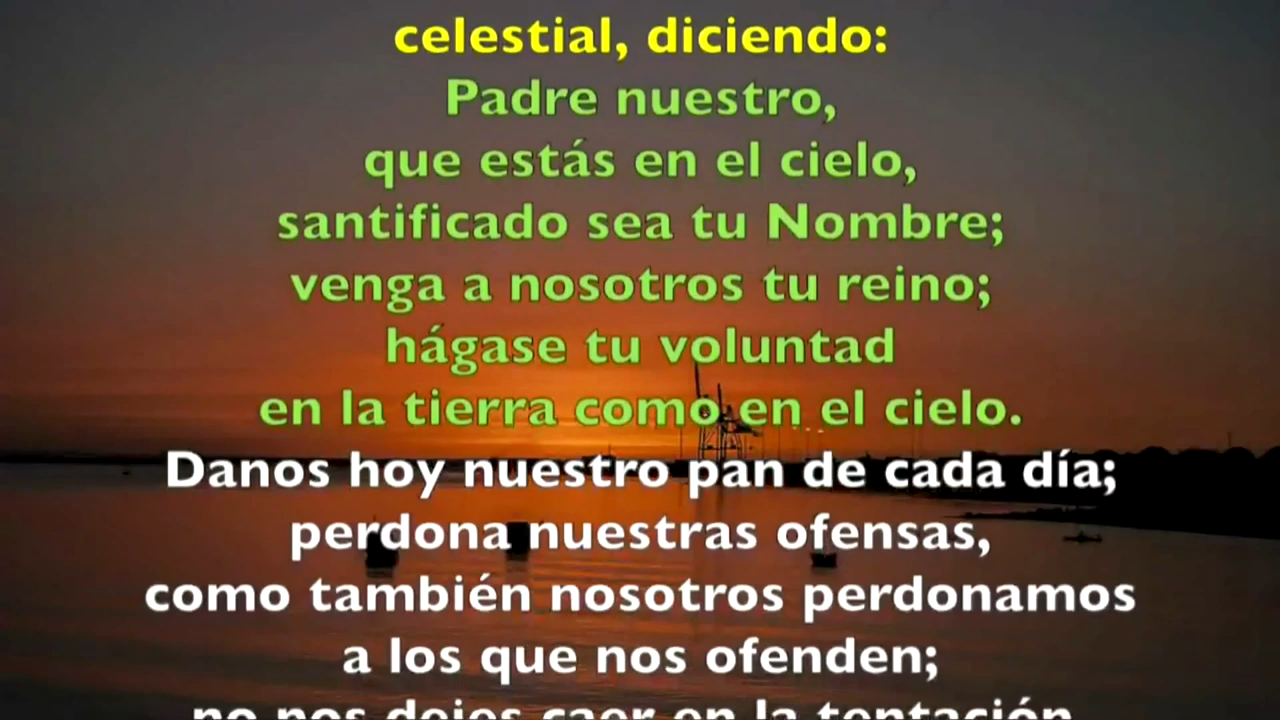 celestial, diciendo:
Padre nuestro,
que estás en el cielo,
santificado sea tu Nombre;
venga a nosotros tu reino;
hágase tu voluntad
en la tierra como en el cielo.
Danos hoy nuestro pan de cada día;
perdona nuestras ofensas,
como también nosotros perdonamos
a los que nos ofenden;
no nos dejes caer en la tentación